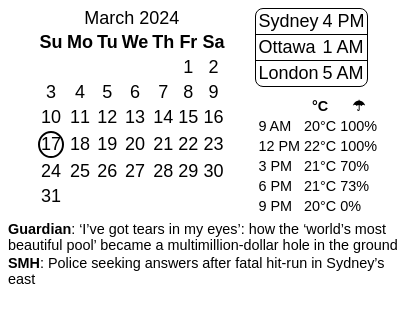 March 2024
Su Mo Tu We Th Fr Sa
1 2
3 4 5 6 7 8 9
10 11 12 13 14 15 16
17 18 19 20 21 22 23
24 25 26 27 28 29 30
31
Sydney 4 PM
Ottawa 1 AM
London 5 AM
°C ☂
9 AM 20°C 100%
12 PM 22°C 100%
3 PM 21°C 70%
6 PM 21°C 73%
9 PM 20°C 0%
Guardian: ‘I’ve got tears in my eyes’: how the ‘world’s most
beautiful pool’ became a multimillion-dollar hole in the ground
SMH: Police seeking answers after fatal hit-run in Sydney’s
east